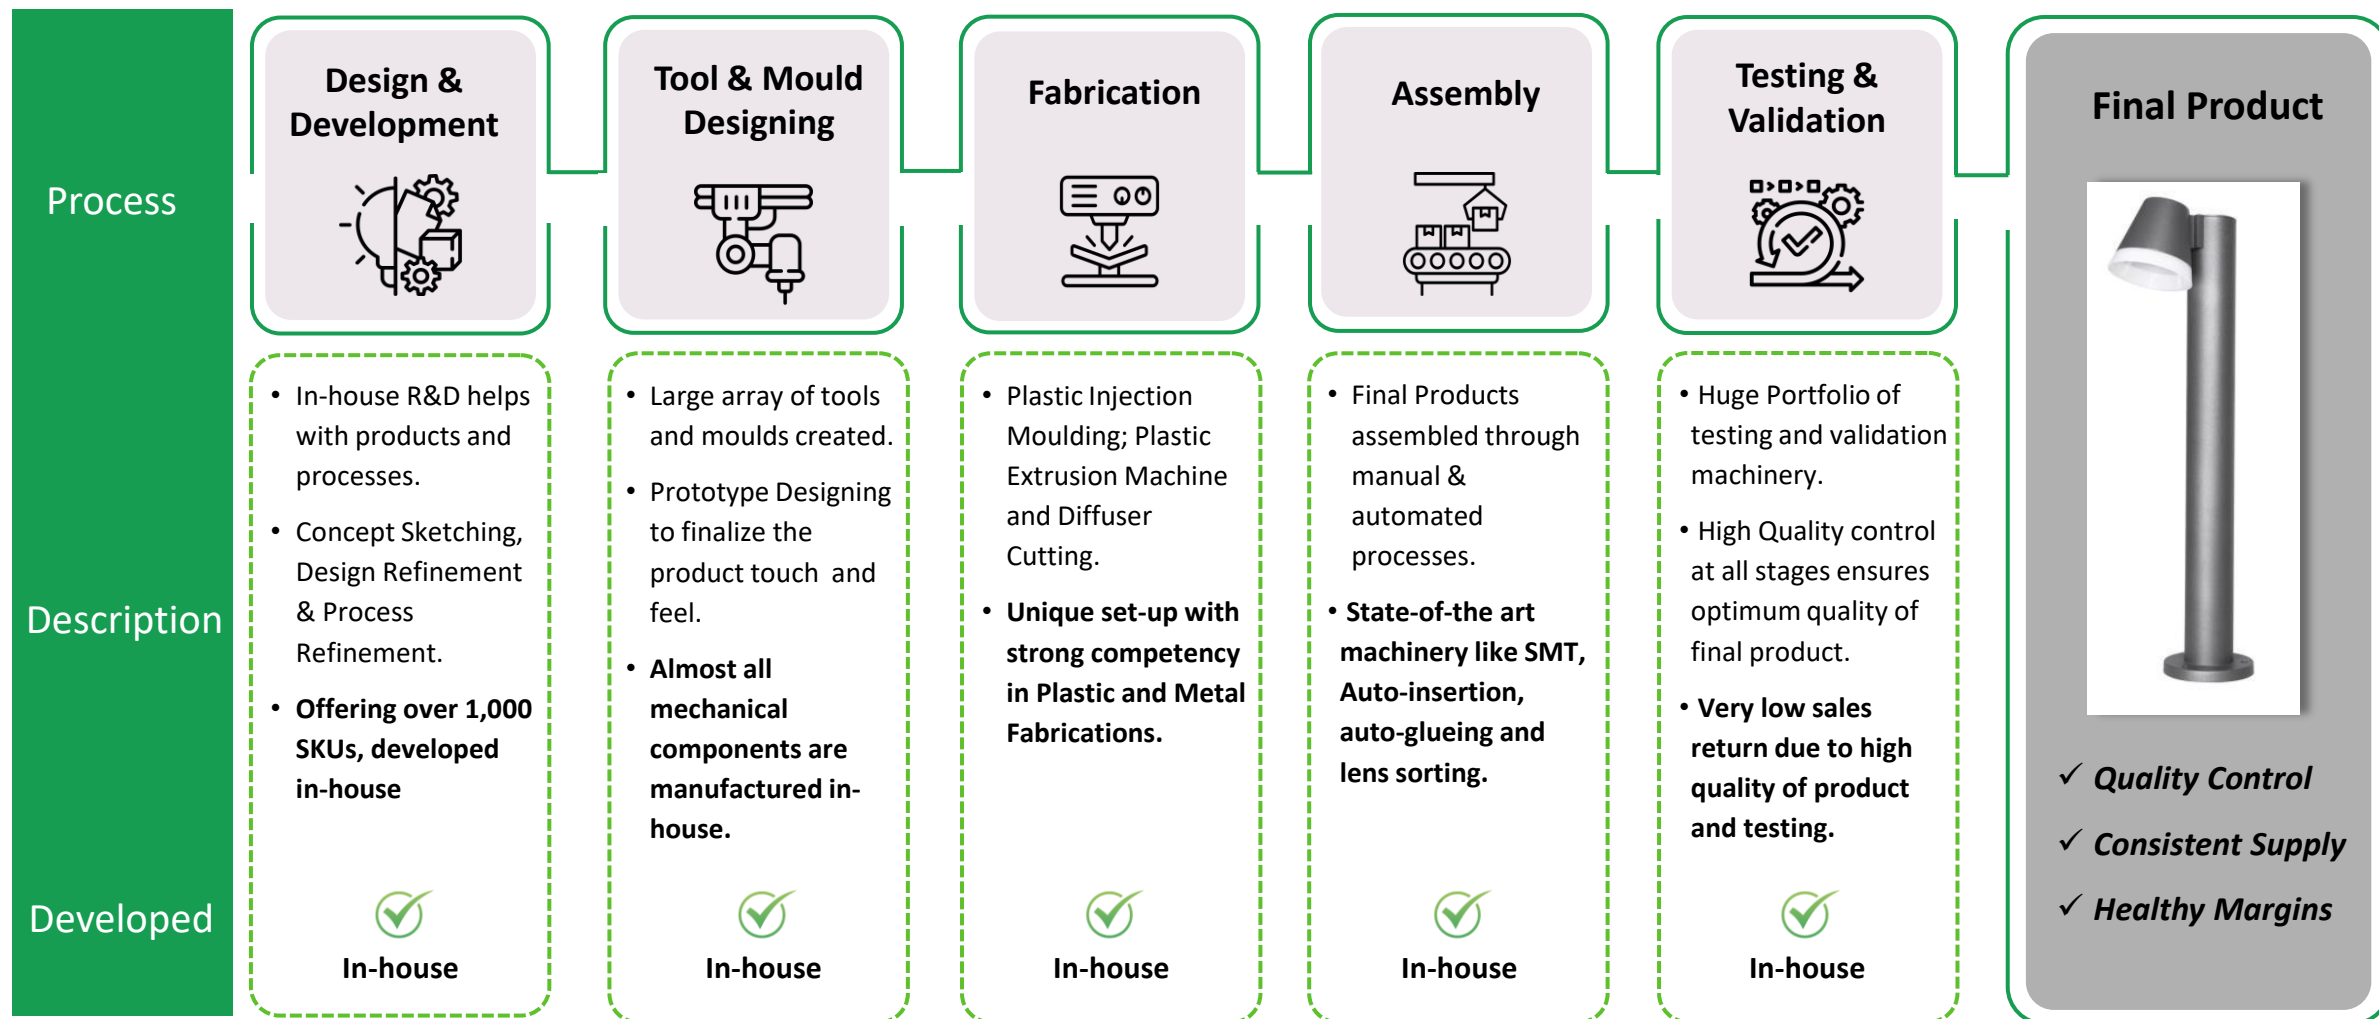 Process
Design &
Development
Tool & Mould
Designing
Fabrication
Assembly
Testing &
Validation
Final Product
Description
• In-house R&D helps
with products and
processes.
• Concept Sketching,
Design Refinement
& Process
Refinement.
• Offering over 1,000
SKUs, developed
in-house
• Large array of tools
and moulds created.
• Prototype Designing
to finalize the
product touch and
feel.
• Almost all
mechanical
components are
manufactured in-
house.
• Plastic Injection
Moulding; Plastic
Extrusion Machine
and Diffuser
Cutting.
• Unique set-up with
strong competency
in Plastic and Metal
Fabrications.
• Final Products
assembled through
manual &
automated
processes.
• State-of-the art
machinery like SMT,
Auto-insertion,
auto-glueing and
lens sorting.
• Huge Portfolio of
testing and validation
machinery.
• High Quality control
at all stages ensures
optimum quality of
final product.
• Very low sales
return due to high
quality of product
and testing.
✓ Quality Control
✓ Consistent Supply
✓ Healthy Margins
Developed
In-house
In-house
In-house
In-house
In-house